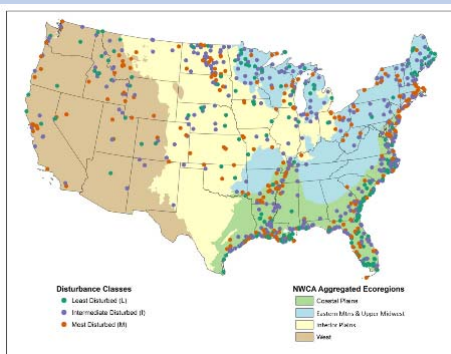 Disturbance Classes
Least Disturbed (L)
Intermediate Disturbed (I)
Most Disturbed (M)
NWCA Aggregated Ecoregions
Coastal Plains
Eastern Mtns & Upper Midwest
Interior Plains
West